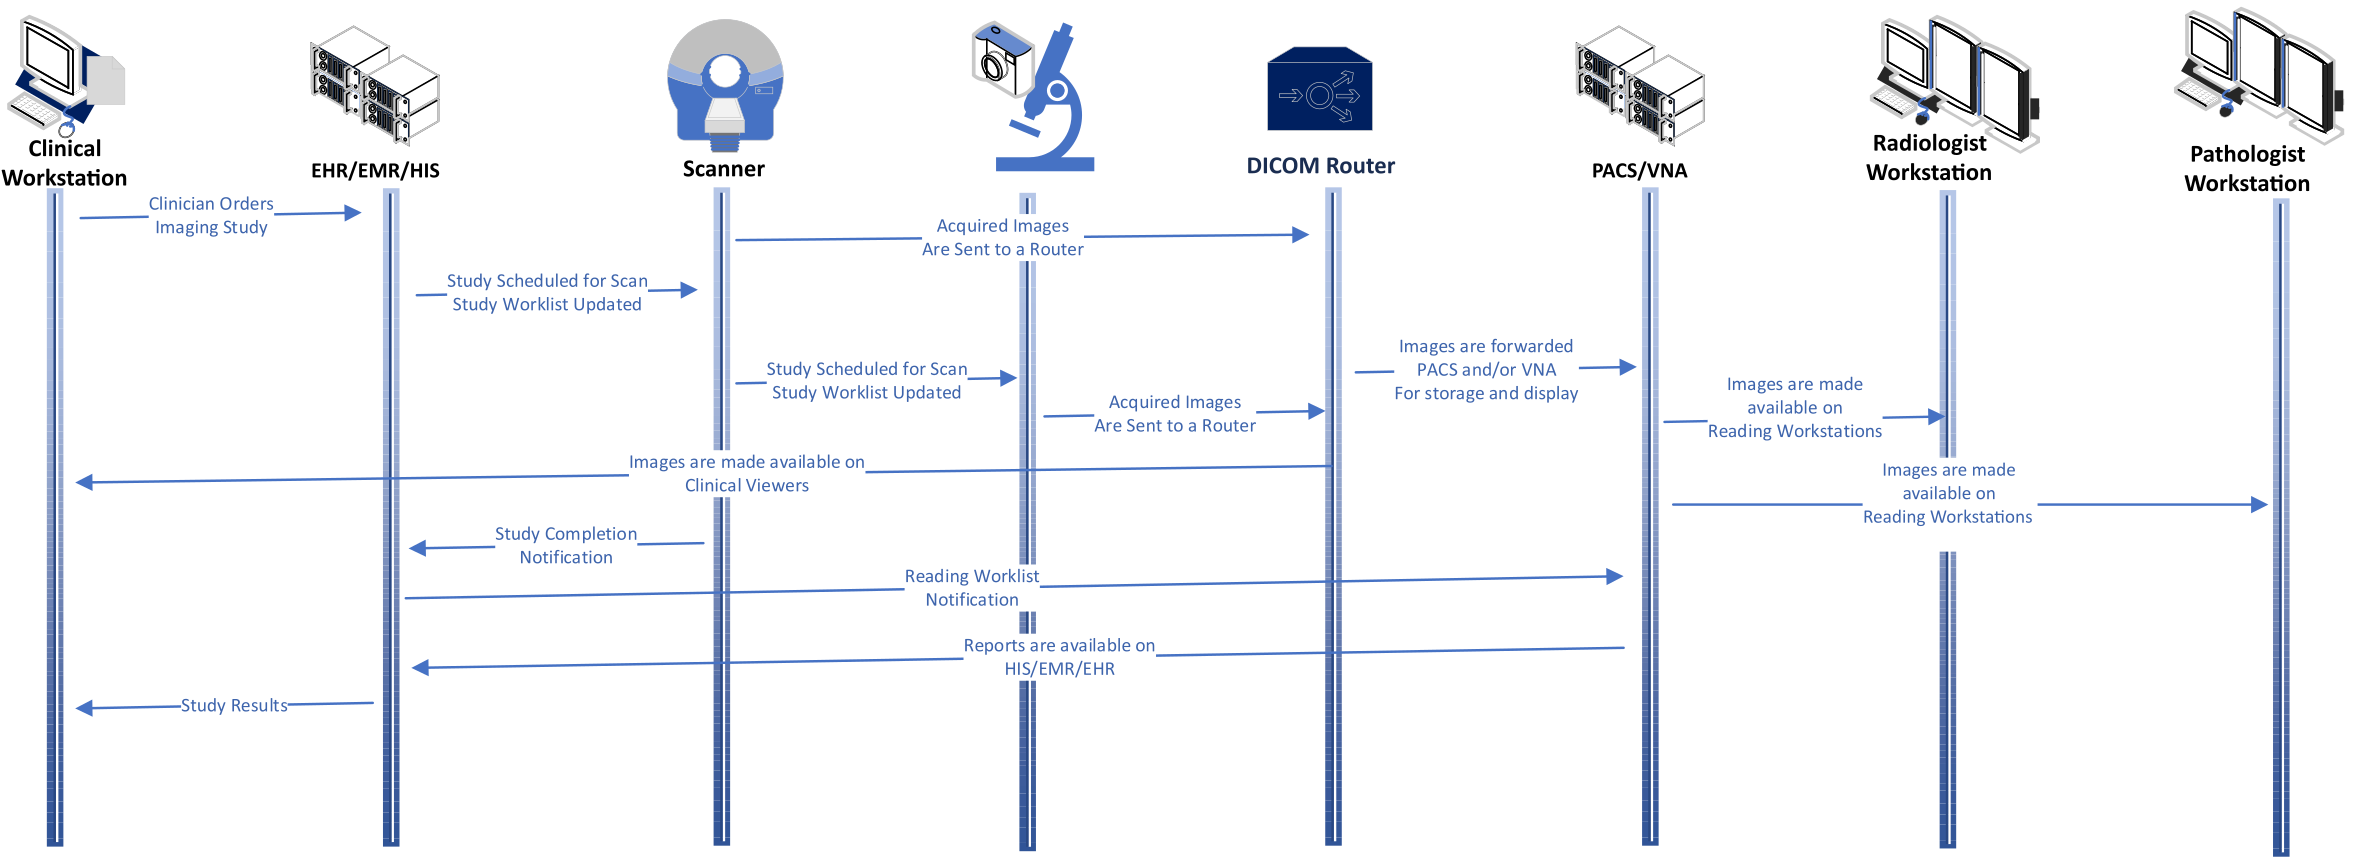 Clinical
Workstation
EHR/EMR/HIS
Scanner
DICOM Router
PACS/VNA
Radiologist
Workstation
Pathologist
Workstation
Clinician Orders
Imaging Study
Acquired Images
Are Sent to a Router
Study Scheduled for Scan
Study Worklist Updated
Images are forwarded
PACS and/or VNA
For storage and display
Study Scheduled for Scan
Study Worklist Updated
Images are made
available on
Reading Workstations
Acquired Images
Are Sent to a Router
Images are made available on
Clinical Viewers
Images are made
available on
Reading Workstations
Study Completion
Notification
Reading Worklist
Notification
Reports are available on
HIS/EMR/EHR
Study Results